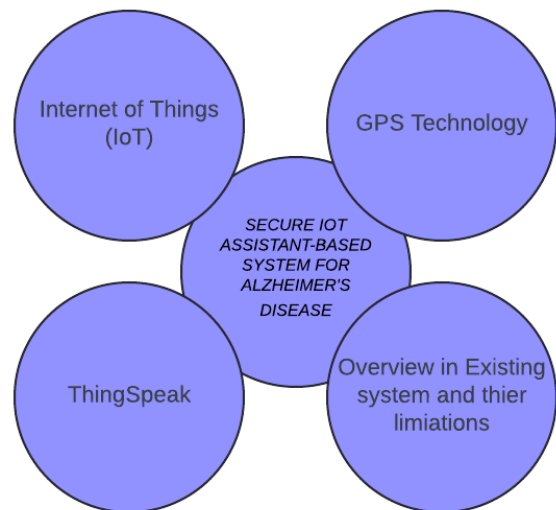 Internet of Things
(IoT)
GPS Technology
SECURE IOT
ASSISTANT-BASED
SYSTEM FOR
ALZHEIMER'S
DISEASE
ThingSpeak
Overview in Existing
system and thier
limiations